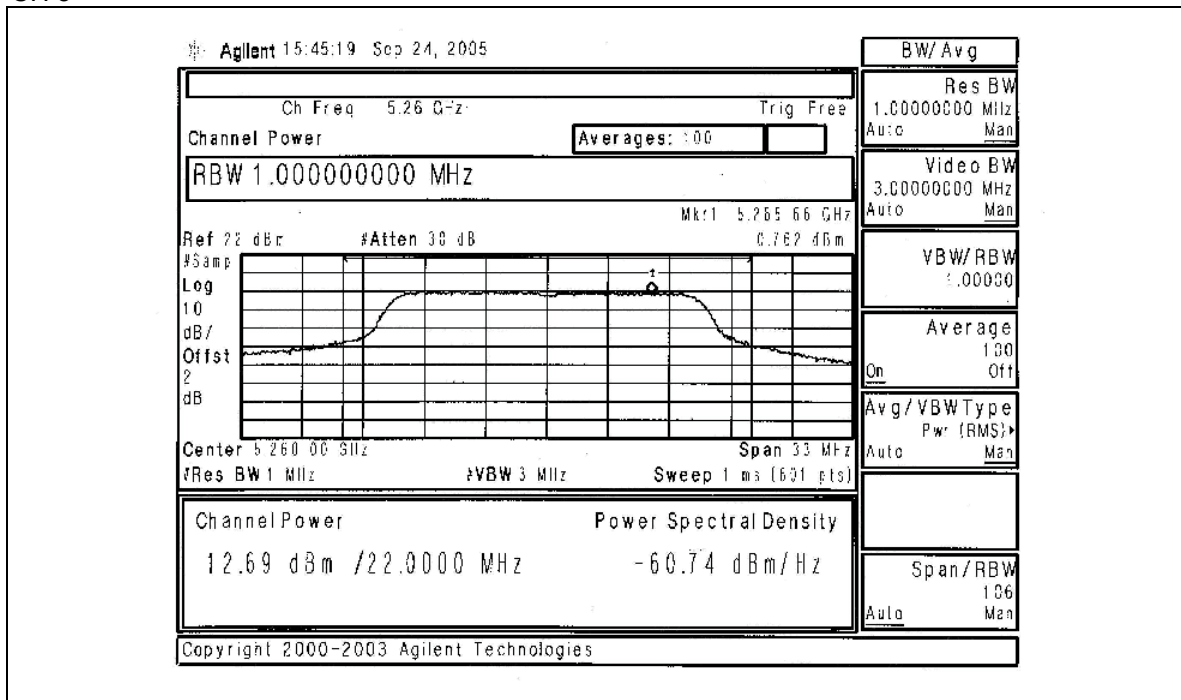 Agilent 15:45:19 Sep 24, 2005
BW/Avg
Ch Freq 5.26 GHz Trig Free
Channel Power
Averages: 100
RBW 1.000000000 MHz
Mkr1 5.265 66 GHz
Ref 22 dBm #Atten 30 dB 0.762 dBm
#Samp
Log
10
dB/
Offst
2
dB
1
Center 5.260 00 GHz Span 33 MHz
#Res BW 1 MHz #VBW 3 MHz Sweep 1 ms (601 pts)
Channel Power
Power Spectral Density
12.69 dBm /22.0000 MHz
-60.74 dBm/Hz
Copyright 2000-2003 Agilent Technologies
Res BW
1.00000000 MHz
Auto Man
Video BW
3.00000000 MHz
Auto Man
VBW/RBW
1.00000
Average
100
On Off
Avg/VBW Type
Pwr (RMS)
Auto Man
Span/RBW
106
Auto Man